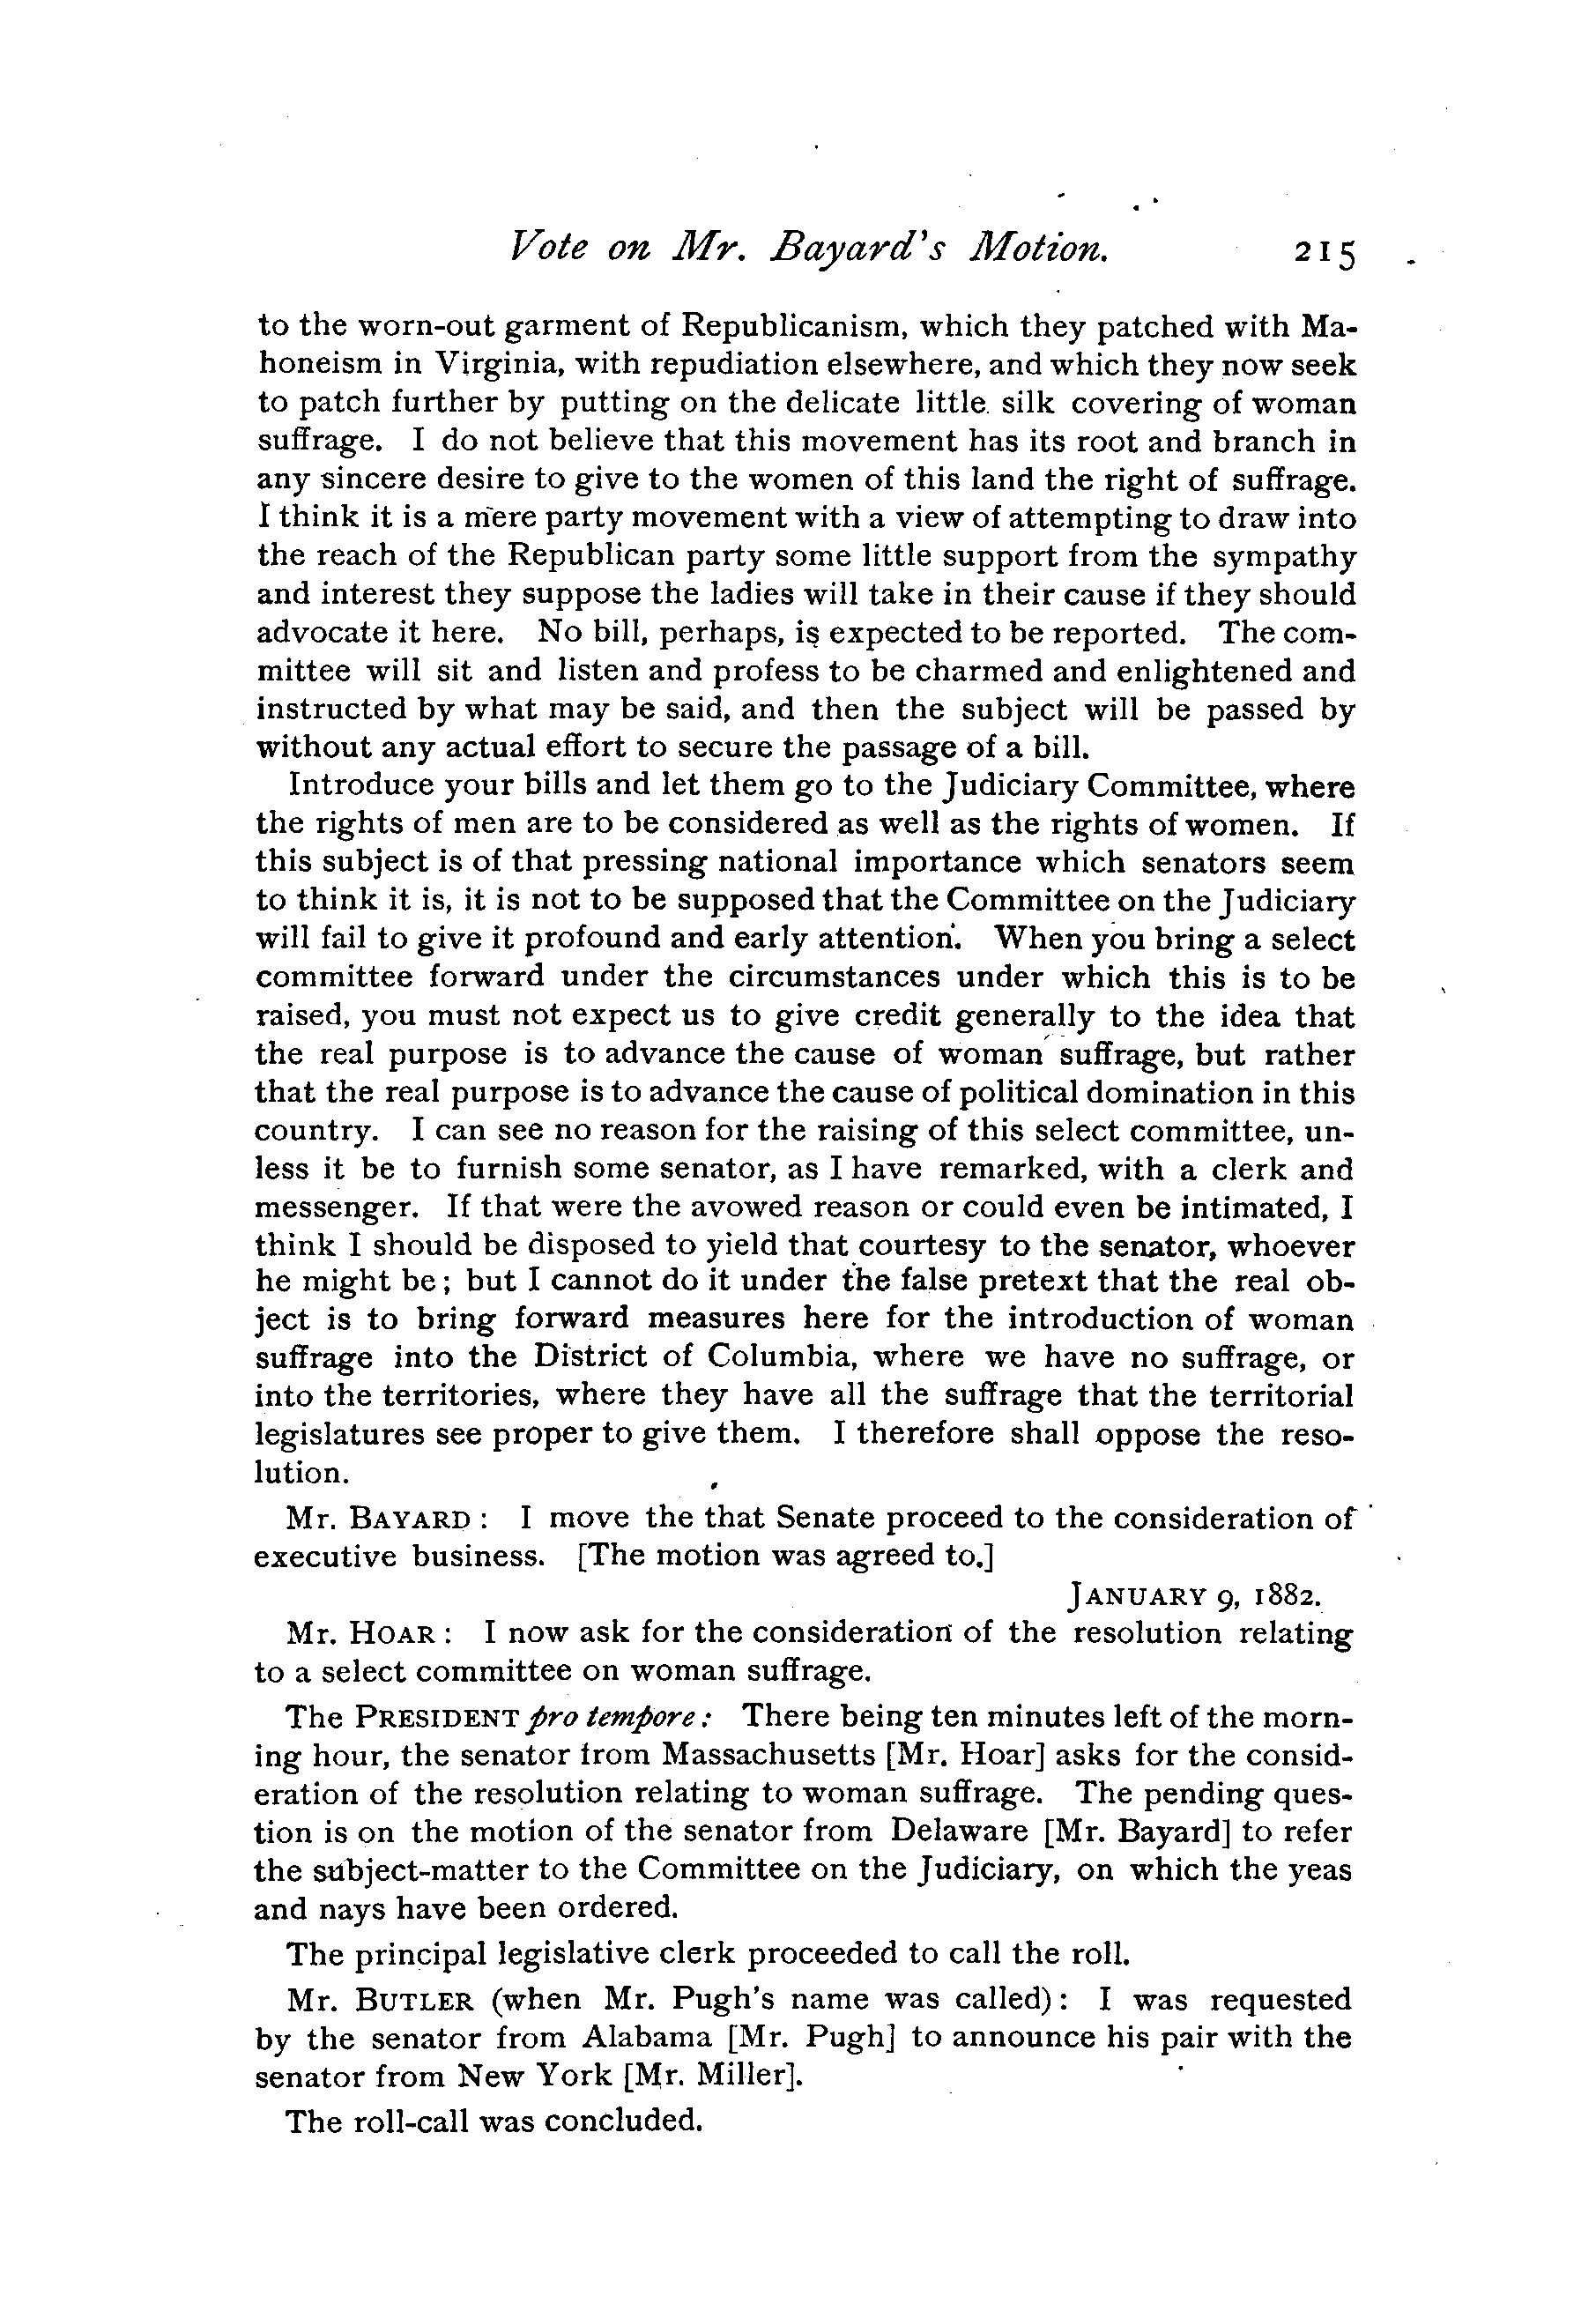 Vote on Mr. Bayard's Motion. 215
to the worn-out garment of Republicanism, which they patched with Ma-
honeism in Virginia, with repudiation elsewhere, and which they now seek
to patch further by putting on the delicate little silk covering of woman
suffrage. I do not believe that this movement has its root and branch in
any sincere desire to give to the women of this land the right of suffrage.
I think it is a mere party movement with a view of attempting to draw into
the reach of the Republican party some little support from the sympathy
and interest they suppose the ladies will take in their cause if they should
advocate it here. No bill, perhaps, is expected to be reported. The com-
mittee will sit and listen and profess to be charmed and enlightened and
instructed by what may be said, and then the subject will be passed by
without any actual effort to secure the passage of a bill.
Introduce your bills and let them go to the Judiciary Committee, where
the rights of men are to be considered as well as the rights of women. If
this subject is of that pressing national importance which senators seem
to think it is, it is not to be supposed that the Committee on the Judiciary
will fail to give it profound and early attention. When you bring a select
committee forward under the circumstances under which this is to be
raised, you must not expect us to give credit generally to the idea that
the real purpose is to advance the cause of woman suffrage, but rather
that the real purpose is to advance the cause of political domination in this
country. I can see no reason for the raising of this select committee, un-
less it be to furnish some senator, as I have remarked, with a clerk and
messenger. If that were the avowed reason or could even be intimated, I
think I should be disposed to yield that courtesy to the senator, whoever
he might be; but I cannot do it under the false pretext that the real ob-
ject is to bring forward measures here for the introduction of woman
suffrage into the District of Columbia, where we have no suffrage, or
into the territories, where they have all the suffrage that the territorial
legislatures see proper to give them. I therefore shall oppose the reso-
lution.
Mr. BAYARD: I move the that Senate proceed to the consideration of
executive business. [The motion was agreed to.]
JANUARY 9, 1882.
Mr. HOAR: I now ask for the consideration of the resolution relating
to a select committee on woman suffrage.
The PRESIDENT pro tempore: There being ten minutes left of the morn-
ing hour, the senator from Massachusetts [Mr. Hoar] asks for the consid-
eration of the resolution relating to woman suffrage. The pending ques-
tion is on the motion of the senator from Delaware [Mr. Bayard] to refer
the subject-matter to the Committee on the Judiciary, on which the yeas
and nays have been ordered.
The principal legislative clerk proceeded to call the roll.
Mr. BUTLER (when Mr. Pugh's name was called): I was requested
by the senator from Alabama [Mr. Pugh] to announce his pair with the
senator from New York [Mr. Miller].
The roll-call was concluded.